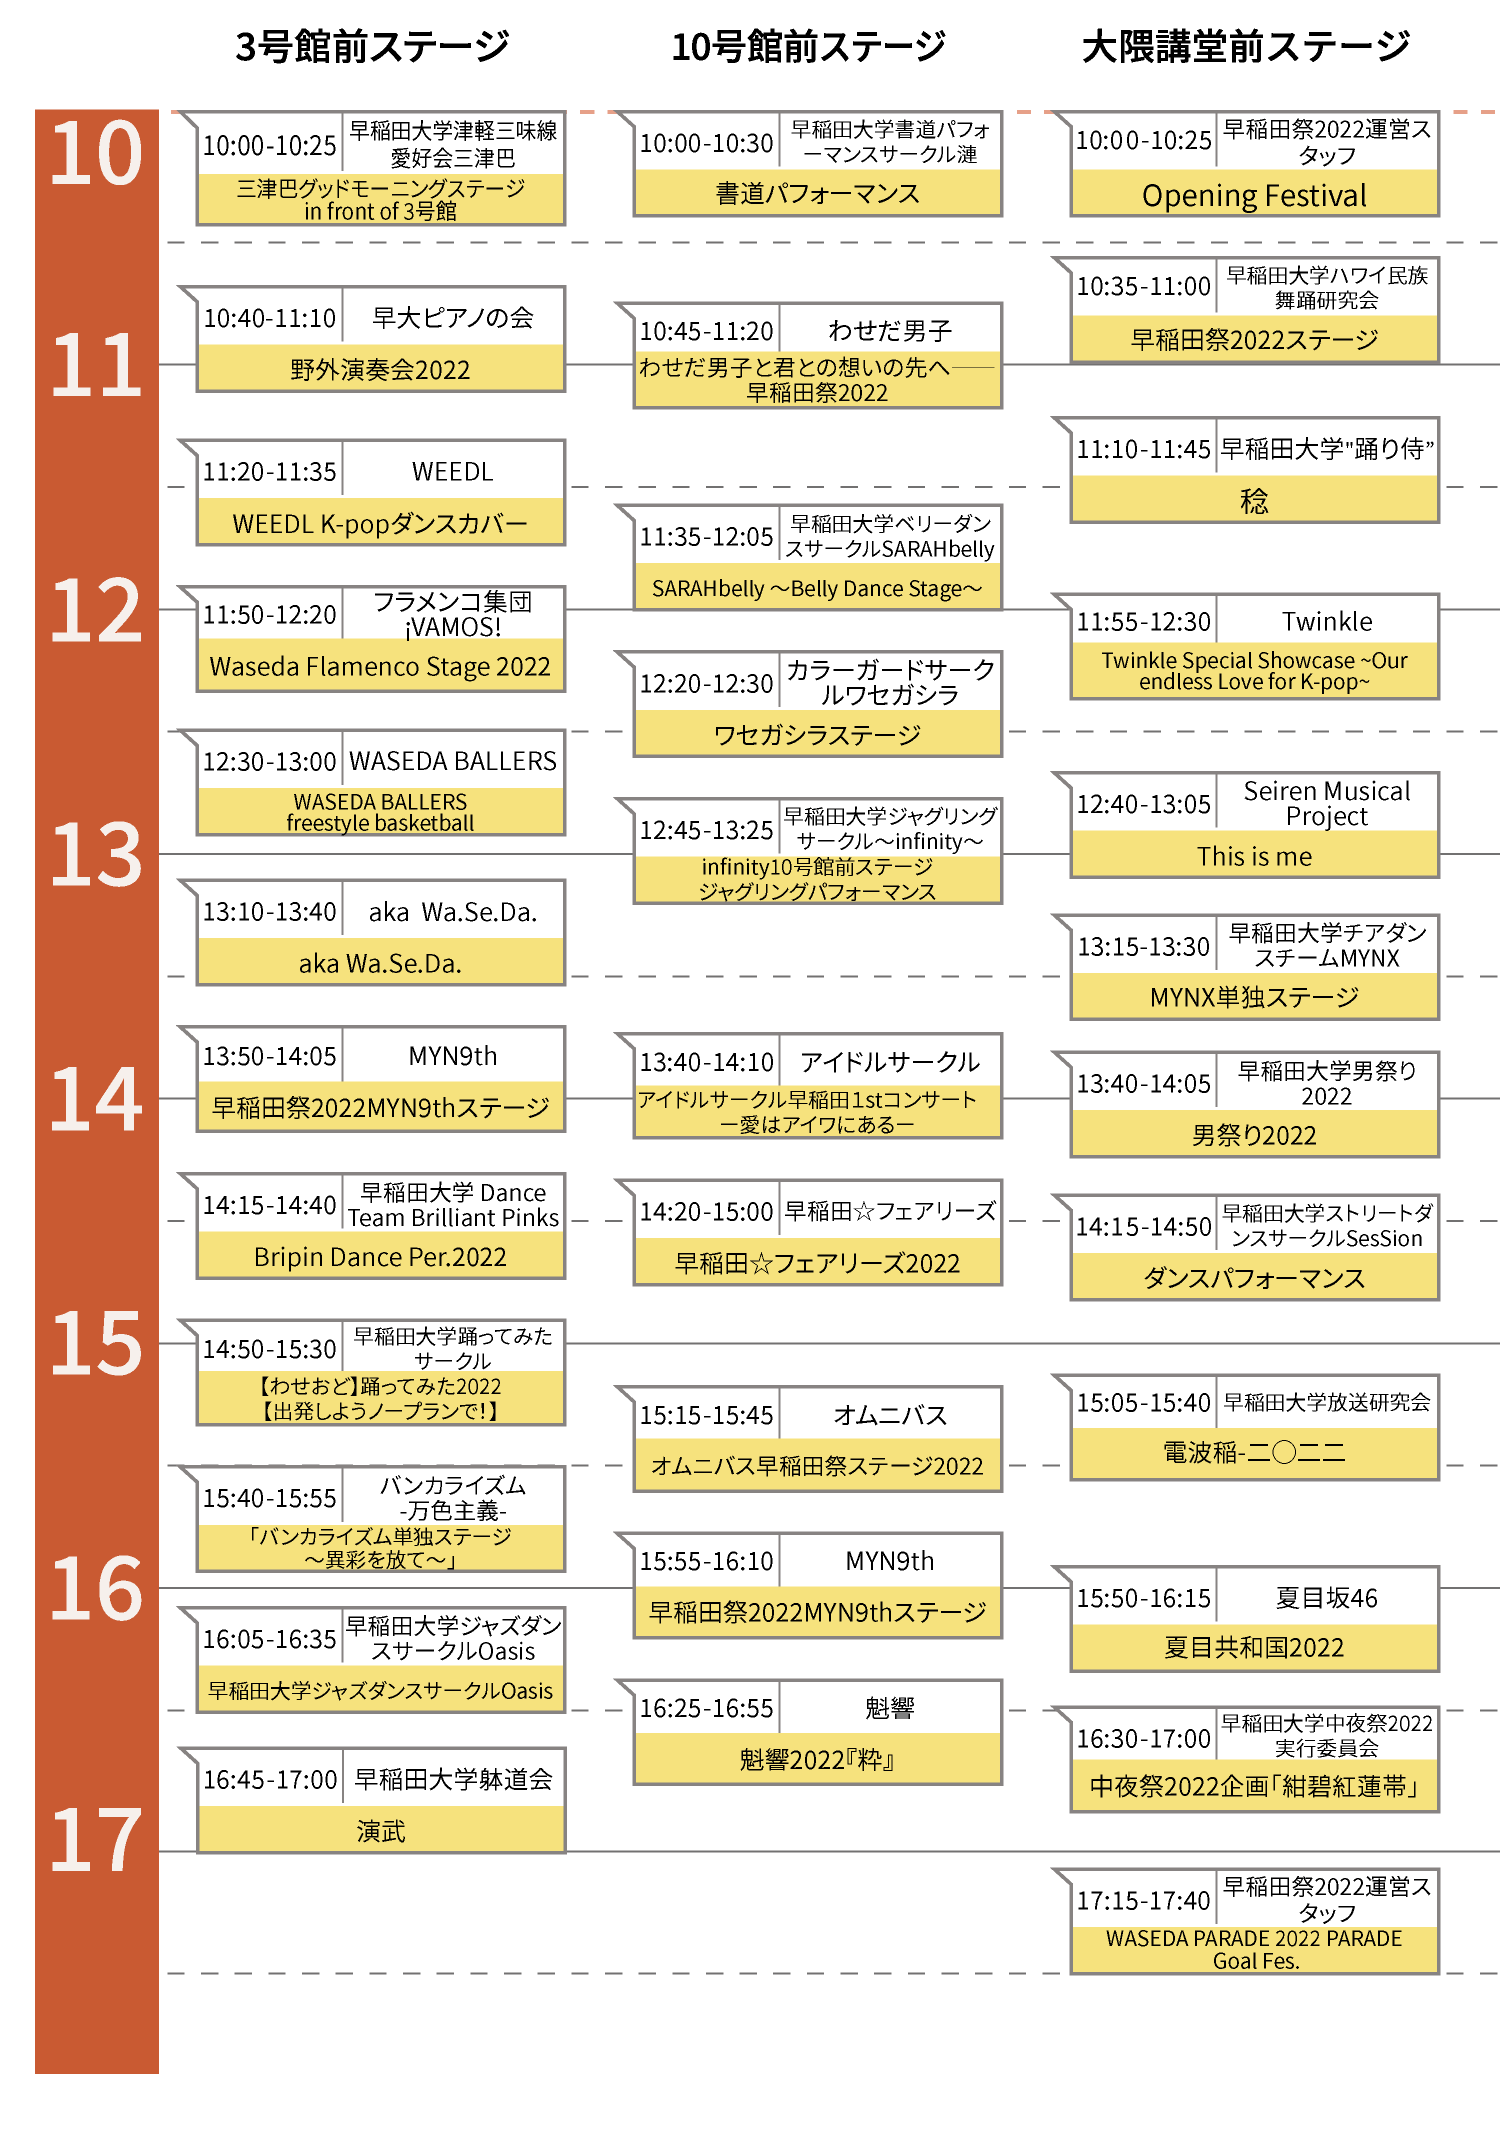 3号館前ステージ
10号館前ステージ
大隈講堂前ステージ
10
11
12
13
14
15
16
17
10:00-10:25
早稲田大学津軽三味線
愛好会三津巴
三津巴グッドモーニングステージ
in front of 3号館
10:40-11:10
早大ピアノの会
野外演奏会2022
11:20-11:35
WEEDL
WEEDL K-popダンスカバー
11:50-12:20
フラメンコ集団
¡VAMOS!
Waseda Flamenco Stage 2022
12:30-13:00
WASEDA BALLERS
WASEDA BALLERS
freestyle basketball
13:10-13:40
aka Wa.Se.Da.
aka Wa.Se.Da.
13:50-14:05
MYN9th
早稲田祭2022MYN9thステージ
14:15-14:40
早稲田大学 Dance
Team Brilliant Pinks
Bripin Dance Per.2022
14:50-15:30
早稲田大学踊ってみた
サークル
【わせおど】踊ってみた2022
【出発しようノープランで!】
15:40-15:55
バンカライズム
-万色主義-
「バンカライズム単独ステージ
〜異彩を放て〜」
16:05-16:35
早稲田大学ジャズダン
スサークルOasis
早稲田大学ジャズダンスサークルOasis
16:45-17:00
早稲田大学躰道会
演武
10:00-10:30
早稲田大学書道パフォ
ーマンスサークル漣
書道パフォーマンス
10:45-11:20
わせだ男子
わせだ男子と君との想いの先へ――
早稲田祭2022
11:35-12:05
早稲田大学ベリーダン
スサークルSARAHbelly
SARAHbelly 〜Belly Dance Stage〜
12:20-12:30
カラーガードサーク
ルワセガシラ
ワセガシラステージ
12:45-13:25
早稲田大学ジャグリング
サークル〜infinity〜
infinity10号館前ステージ
ジャグリングパフォーマンス
13:40-14:10
アイドルサークル
アイドルサークル早稲田1stコンサート
ー愛はアイワにあるー
14:20-15:00
早稲田☆フェアリーズ
早稲田☆フェアリーズ2022
15:15-15:45
オムニバス
オムニバス早稲田祭ステージ2022
15:55-16:10
MYN9th
早稲田祭2022MYN9thステージ
16:25-16:55
魁響
魁響2022『粋』
10:00-10:25
早稲田祭2022運営ス
タッフ
Opening Festival
10:35-11:00
早稲田大学ハワイ民族
舞踊研究会
早稲田祭2022ステージ
11:10-11:45
早稲田大学"踊り侍”
稔
11:55-12:30
Twinkle
Twinkle Special Showcase ~Our
endless Love for K-pop~
12:40-13:05
Seiren Musical
Project
This is me
13:15-13:30
早稲田大学チアダン
スチームMYNX
MYNX単独ステージ
13:40-14:05
早稲田大学男祭り
2022
男祭り2022
14:15-14:50
早稲田大学ストリートダ
ンスサークルSesSion
ダンスパフォーマンス
15:05-15:40
早稲田大学放送研究会
電波稲-二〇二二
15:50-16:15
夏目坂46
夏目共和国2022
16:30-17:00
早稲田大学中夜祭2022
実行委員会
中夜祭2022企画「紺碧紅蓮帯」
17:15-17:40
早稲田祭2022運営ス
タッフ
WASEDA PARADE 2022 PARADE
Goal Fes.